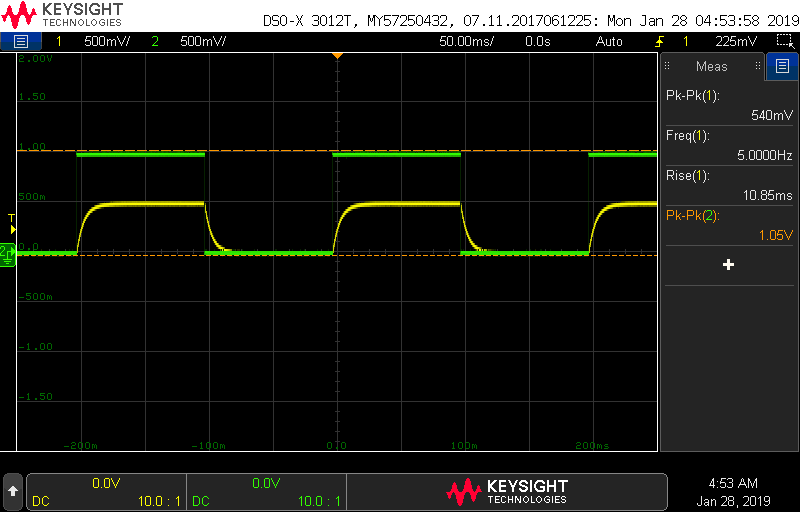 KEYSIGHT
TECHNOLOGIES
DSO-X 3012T, MY57250432, 07.11.2017061225: Mon Jan 28 04:53:58 2019
1 500mV/ 2 500mV/ 50.00ms/ 0.0s Auto 1 225mV
2.00V
1.50
1.00
500m
0.0
-500m
-1.00
-1.50
-200m -100m 0.0 100m 200ms
T
2
Meas
Pk-Pk(1):
540mV
Freq(1):
5.0000Hz
Rise(1):
10.85ms
Pk-Pk(2):
1.05V
0.0V 0.0V
DC 10.0 : 1 DC 10.0 : 1
KEYSIGHT
TECHNOLOGIES
4:53 AM
Jan 28, 2019